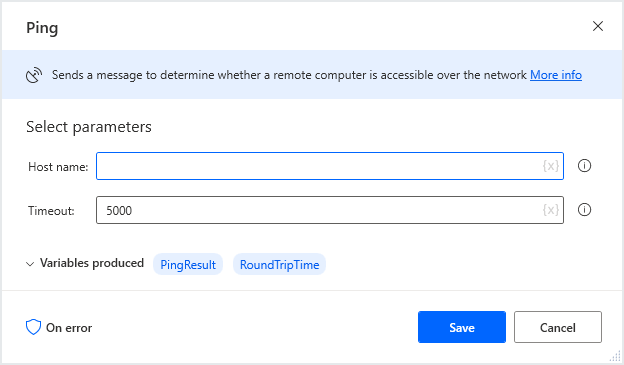 Ping
Sends a message to determine whether a remote computer is accessible over the network More info
Select parameters
Host name: {x}
Timeout: 5000 {x}
Variables produced PingResult RoundTripTime
On error Save Cancel